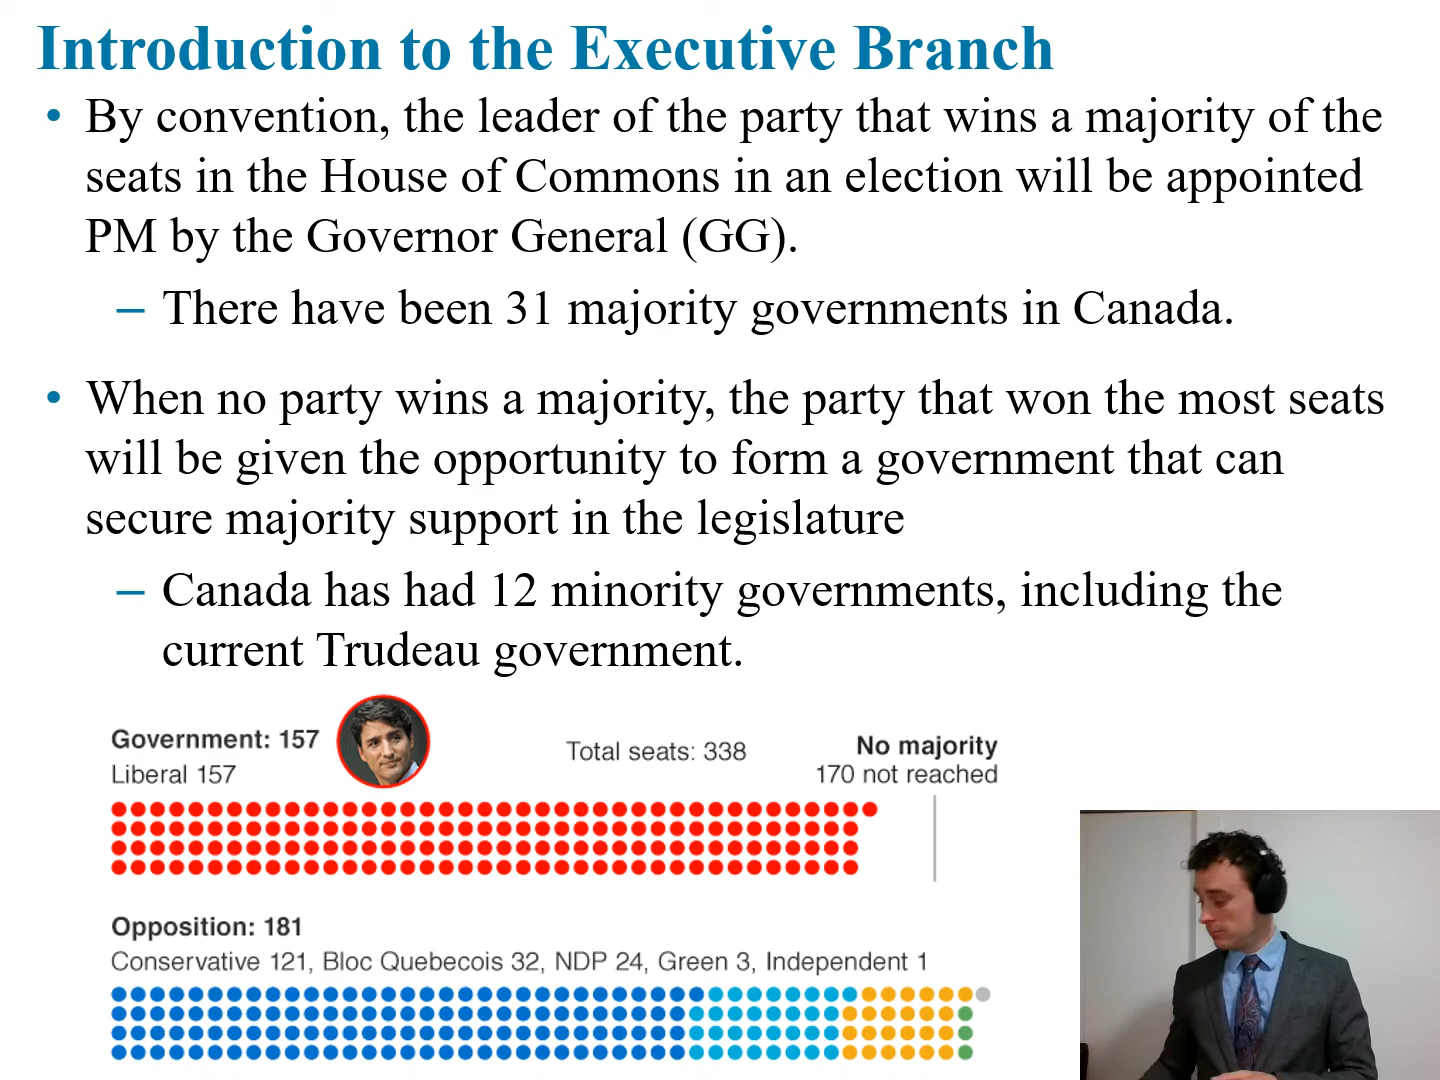 Introduction to the Executive Branch
• By convention, the leader of the party that wins a majority of the
seats in the House of Commons in an election will be appointed
PM by the Governor General (GG).
– There have been 31 majority governments in Canada.
• When no party wins a majority, the party that won the most seats
will be given the opportunity to form a government that can
secure majority support in the legislature
– Canada has had 12 minority governments, including the
current Trudeau government.
Government: 157
Liberal 157
Total seats: 338
No majority
170 not reached
Opposition: 181
Conservative 121, Bloc Quebecois 32, NDP 24, Green 3, Independent 1